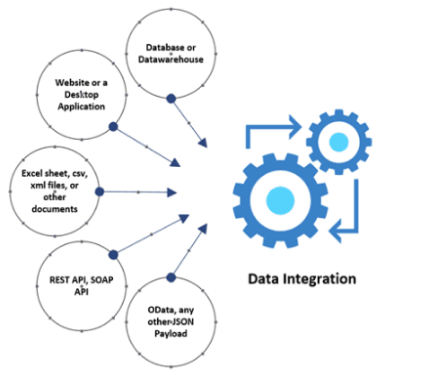 Database or
Datawarehouse
Website or a
Desktop
Application
Excel sheet, csv,
xml files, or
other
documents
REST API, SOAP
API
OData, any
other JSON
Payload
Data Integration